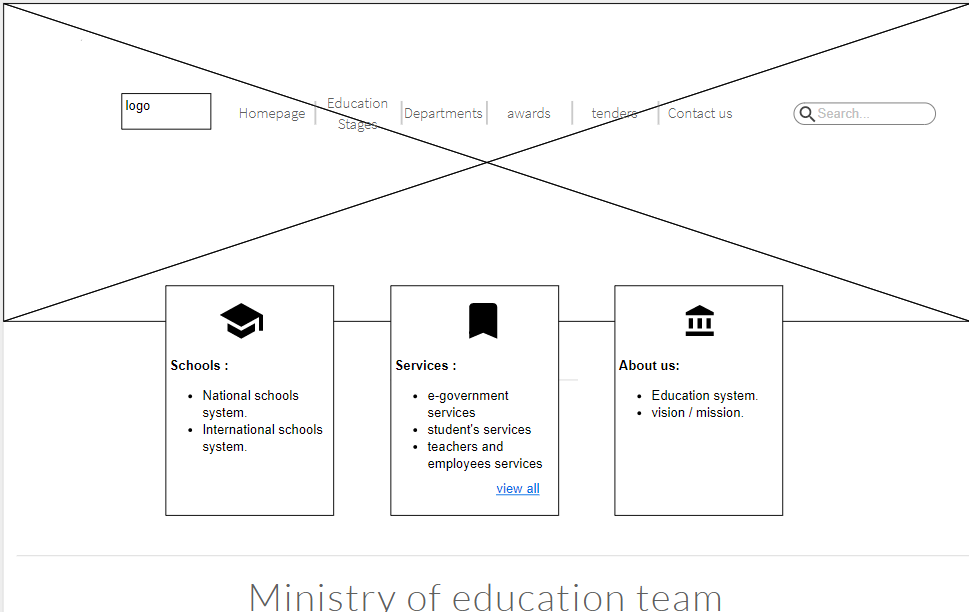 logo
Homepage
Education
Stages
Departments
awards
tenders
Contact us
Search...
Schools :
National schools
system.
International schools
system.
Services :
e-government
services
student's services
teachers and
employees services
view all
About us:
Education system.
vision / mission.
Ministry of education team